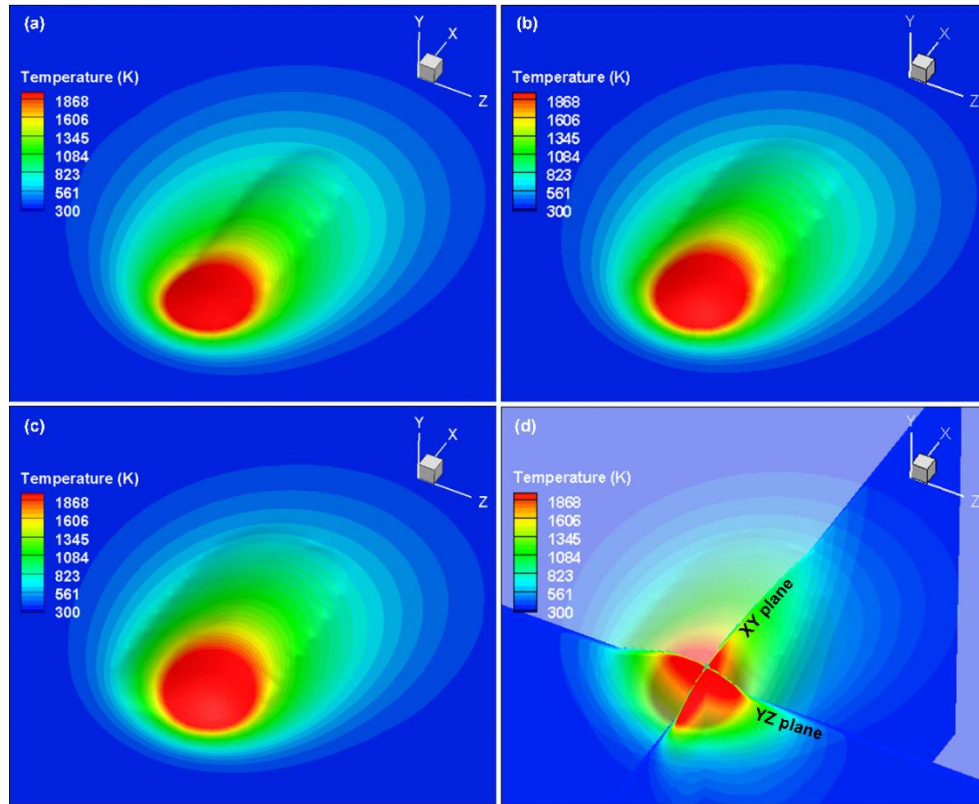 (a)
Y
X
Z
Temperature (K)
1868
1606
1345
1084
823
561
300
(b)
Y
X
Z
Temperature (K)
1868
1606
1345
1084
823
561
300
(c)
Y
X
Z
Temperature (K)
1868
1606
1345
1084
823
561
300
(d)
Y
X
Z
Temperature (K)
1868
1606
1345
1084
823
561
300
XY plane
YZ plane